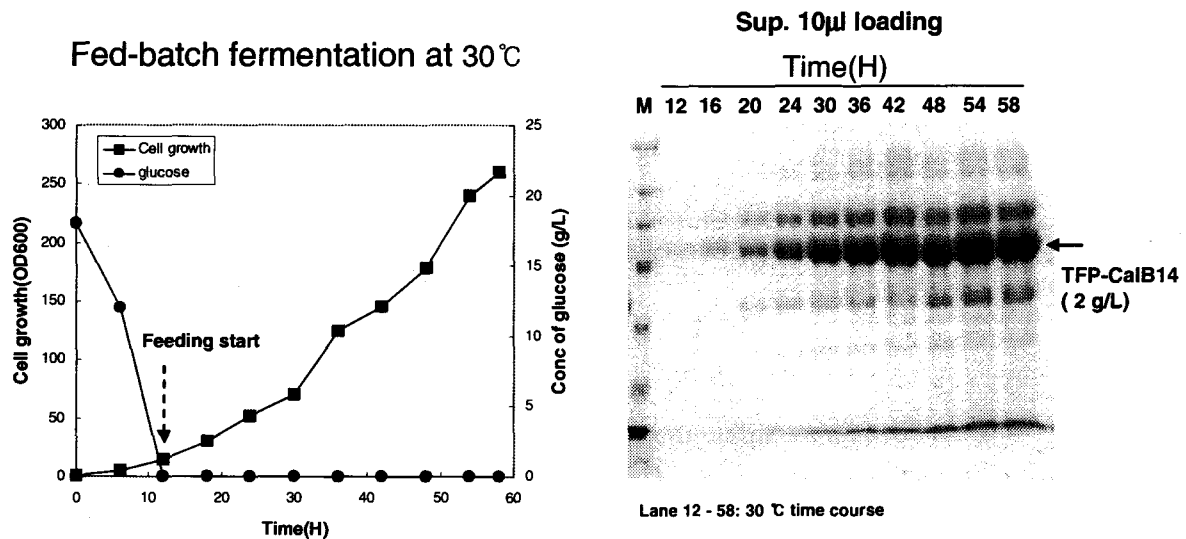 Fed-batch fermentation at 30℃
Cell growth
glucose
Feeding start
Cell growth(OD600)
300
250
200
150
100
50
0
Conc of glucose (g/L)
25
20
15
10
5
0
0 10 20 30 40 50 60
Time(H)
Sup. 10µl loading
Time(H)
M 12 16 20 24 30 36 42 48 54 58
TFP-CalB14
( 2 g/L)
Lane 12 - 58: 30 ℃ time course